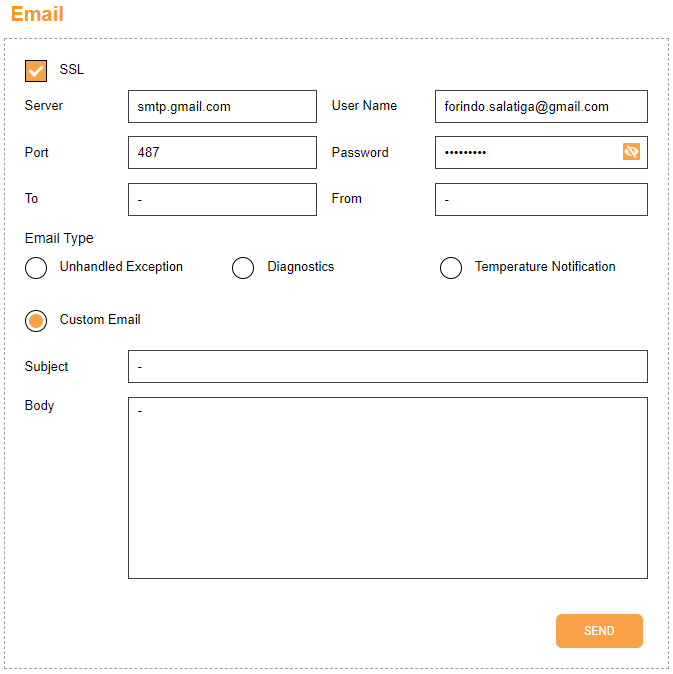 Email
SSL
Server smtp.gmail.com User Name forindo.salatiga@gmail.com
Port 487 Password •••••••••
To - From -
Email Type
Unhandled Exception Diagnostics Temperature Notification
Custom Email
Subject -
Body -
SEND